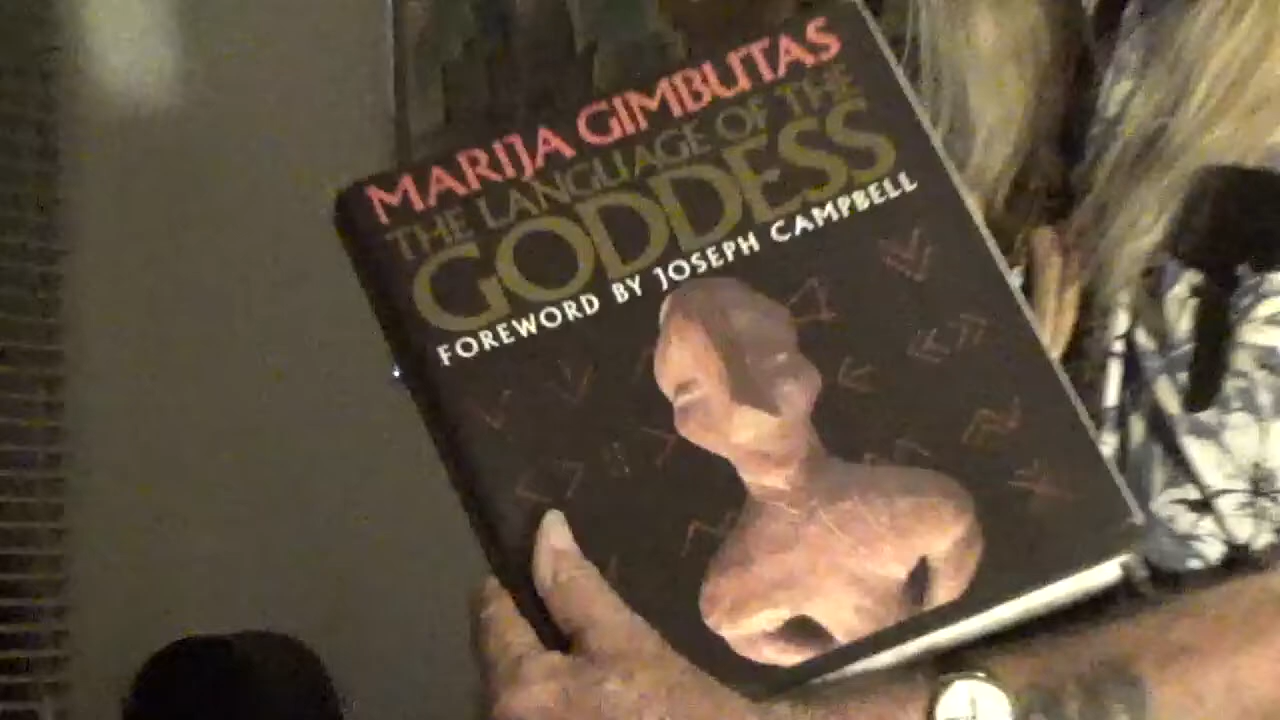 MARIJA GIMBUTAS
THE LANGUAGE OF THE
GODDESS
FOREWORD BY JOSEPH CAMPBELL